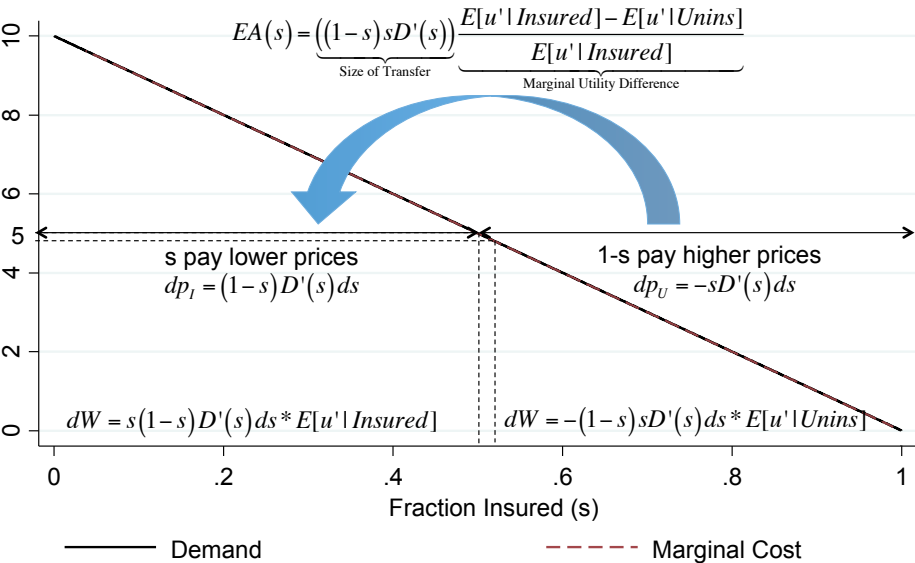 EA(s) = ((1−s)sD'(s)) E[u'|Insured] − E[u'|Unins] / E[u'|Insured]
Size of Transfer
Marginal Utility Difference
10
8
6
5
4
2
0
s pay lower prices
dp_I = (1−s)D'(s)ds
1-s pay higher prices
dp_U = −sD'(s)ds
dW = s(1−s)D'(s)ds * E[u'|Insured]
dW = −(1−s)sD'(s)ds * E[u'|Unins]
0 .2 .4 .6 .8 1
Fraction Insured (s)
Demand
Marginal Cost